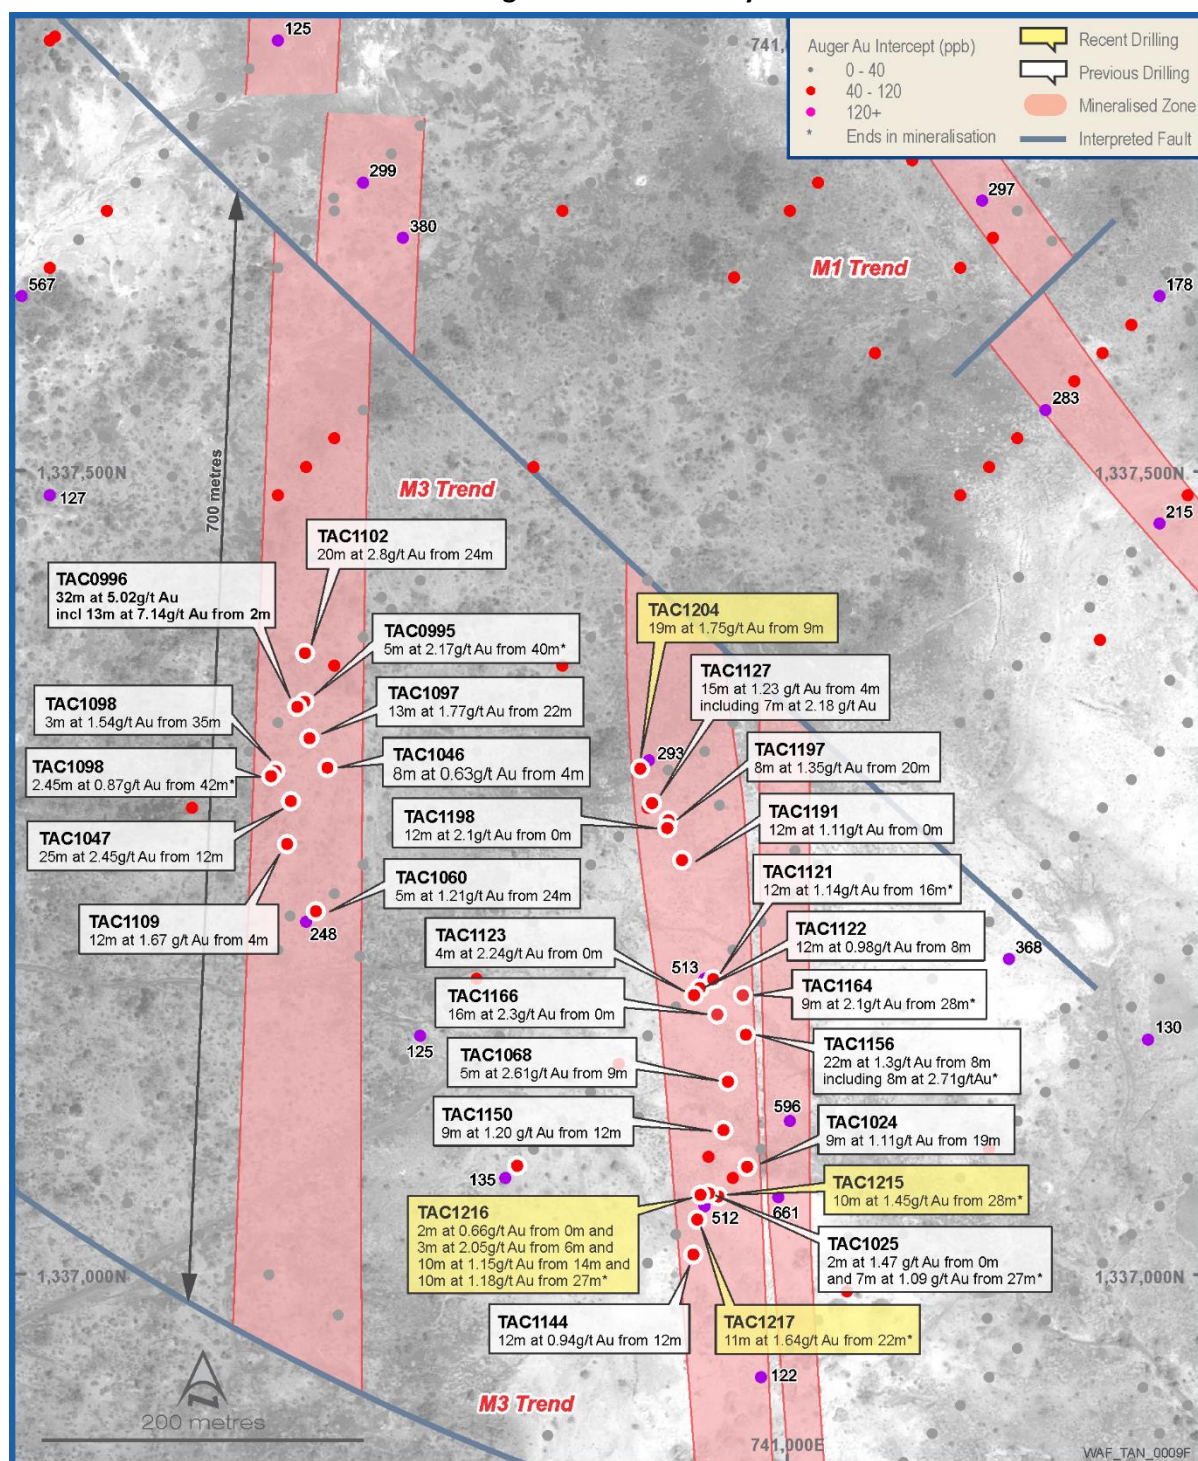 125
741,
Auger Au Intercept (ppb)
0 - 40
40 - 120
120+
* Ends in mineralisation
Recent Drilling
Previous Drilling
Mineralised Zone
Interpreted Fault
299
380
297
M1 Trend
567
178
283
700 metres
1,337,500N
1,337,500N
127
M3 Trend
215
TAC1102
20m at 2.8g/t Au from 24m
TAC0996
32m at 5.02g/t Au
incl 13m at 7.14g/t Au from 2m
TAC0995
5m at 2.17g/t Au from 40m*
TAC1204
19m at 1.75g/t Au from 9m
TAC1127
15m at 1.23 g/t Au from 4m
including 7m at 2.18 g/t Au
TAC1098
3m at 1.54g/t Au from 35m
TAC1097
13m at 1.77g/t Au from 22m
293
TAC1197
8m at 1.35g/t Au from 20m
TAC1098
2.45m at 0.87g/t Au from 42m*
TAC1046
8m at 0.63g/t Au from 4m
TAC1198
12m at 2.1g/t Au from 0m
TAC1191
12m at 1.11g/t Au from 0m
TAC1047
25m at 2.45g/t Au from 12m
TAC1060
5m at 1.21g/t Au from 24m
TAC1121
12m at 1.14g/t Au from 16m*
TAC1109
12m at 1.67 g/t Au from 4m
248
TAC1123
4m at 2.24g/t Au from 0m
TAC1122
12m at 0.98g/t Au from 8m
513
368
TAC1166
16m at 2.3g/t Au from 0m
TAC1164
9m at 2.1g/t Au from 28m*
125
130
TAC1068
5m at 2.61g/t Au from 9m
TAC1156
22m at 1.3g/t Au from 8m
including 8m at 2.71g/tAu*
TAC1150
9m at 1.20 g/t Au from 12m
596
TAC1024
9m at 1.11g/t Au from 19m
135
TAC1215
10m at 1.45g/t Au from 28m*
TAC1216
2m at 0.66g/t Au from 0m and
3m at 2.05g/t Au from 6m and
10m at 1.15g/t Au from 14m and
10m at 1.18g/t Au from 27m*
512
661
TAC1025
2m at 1.47 g/t Au from 0m
and 7m at 1.09 g/t Au from 27m*
1,337,000N
1,337,000N
TAC1144
12m at 0.94g/t Au from 12m
TAC1217
11m at 1.64g/t Au from 22m*
122
M3 Trend
200 metres
741,000E
WAF_TAN_0009F